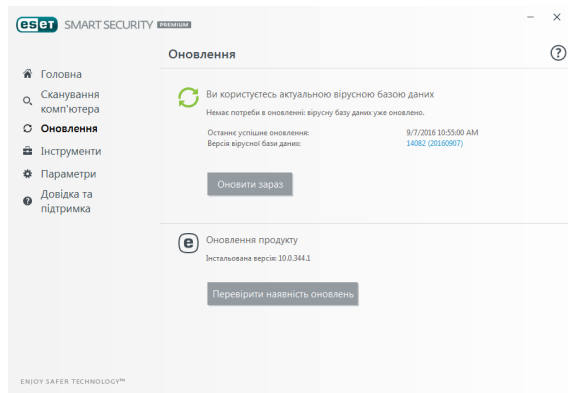 eset SMART SECURITY PREMIUM
Оновлення
Головна
Сканування
комп'ютера
Оновлення
Інструменти
Параметри
Довідка та
підтримка
Ви користуєтесь актуальною вірусною базою даних
Немає потреби в оновленні: вірусну базу даних уже оновлено.
Останнє успішне оновлення: 9/7/2016 10:55:00 AM
Версія вірусної бази даних: 14082 (20160907)
Оновити зараз
Оновлення продукту
Інстальована версія: 10.0.344.1
Перевірити наявність оновлень
ENJOY SAFER TECHNOLOGY™